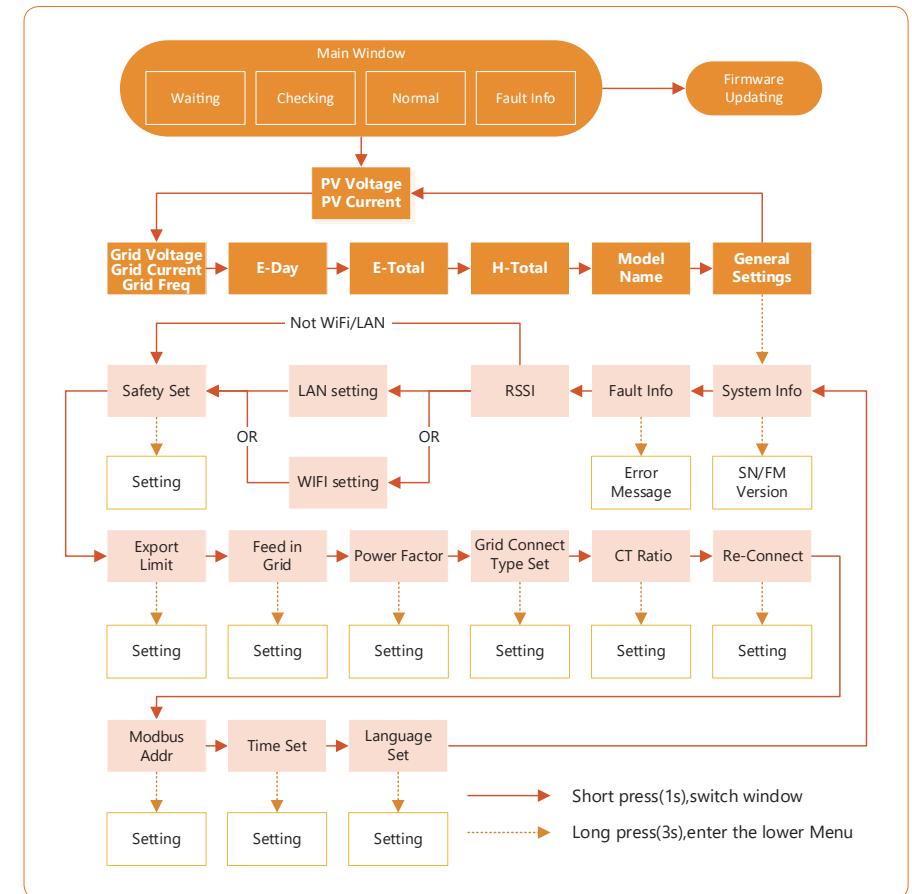 Main Window
Waiting
Checking
Normal
Fault Info
Firmware
Updating
PV Voltage
PV Current
Grid Voltage
Grid Current
Grid Freq
E-Day
E-Total
H-Total
Model
Name
General
Settings
Not WiFi/LAN
Safety Set
LAN setting
RSSI
Fault Info
System Info
OR
OR
WIFI setting
Setting
Error
Message
SN/FM
Version
Export
Limit
Feed in
Grid
Power Factor
Grid Connect
Type Set
CT Ratio
Re-Connect
Setting
Setting
Setting
Setting
Setting
Setting
Modbus
Addr
Time Set
Language
Set
Setting
Setting
Setting
Short press(1s),switch window
Long press(3s),enter the lower Menu